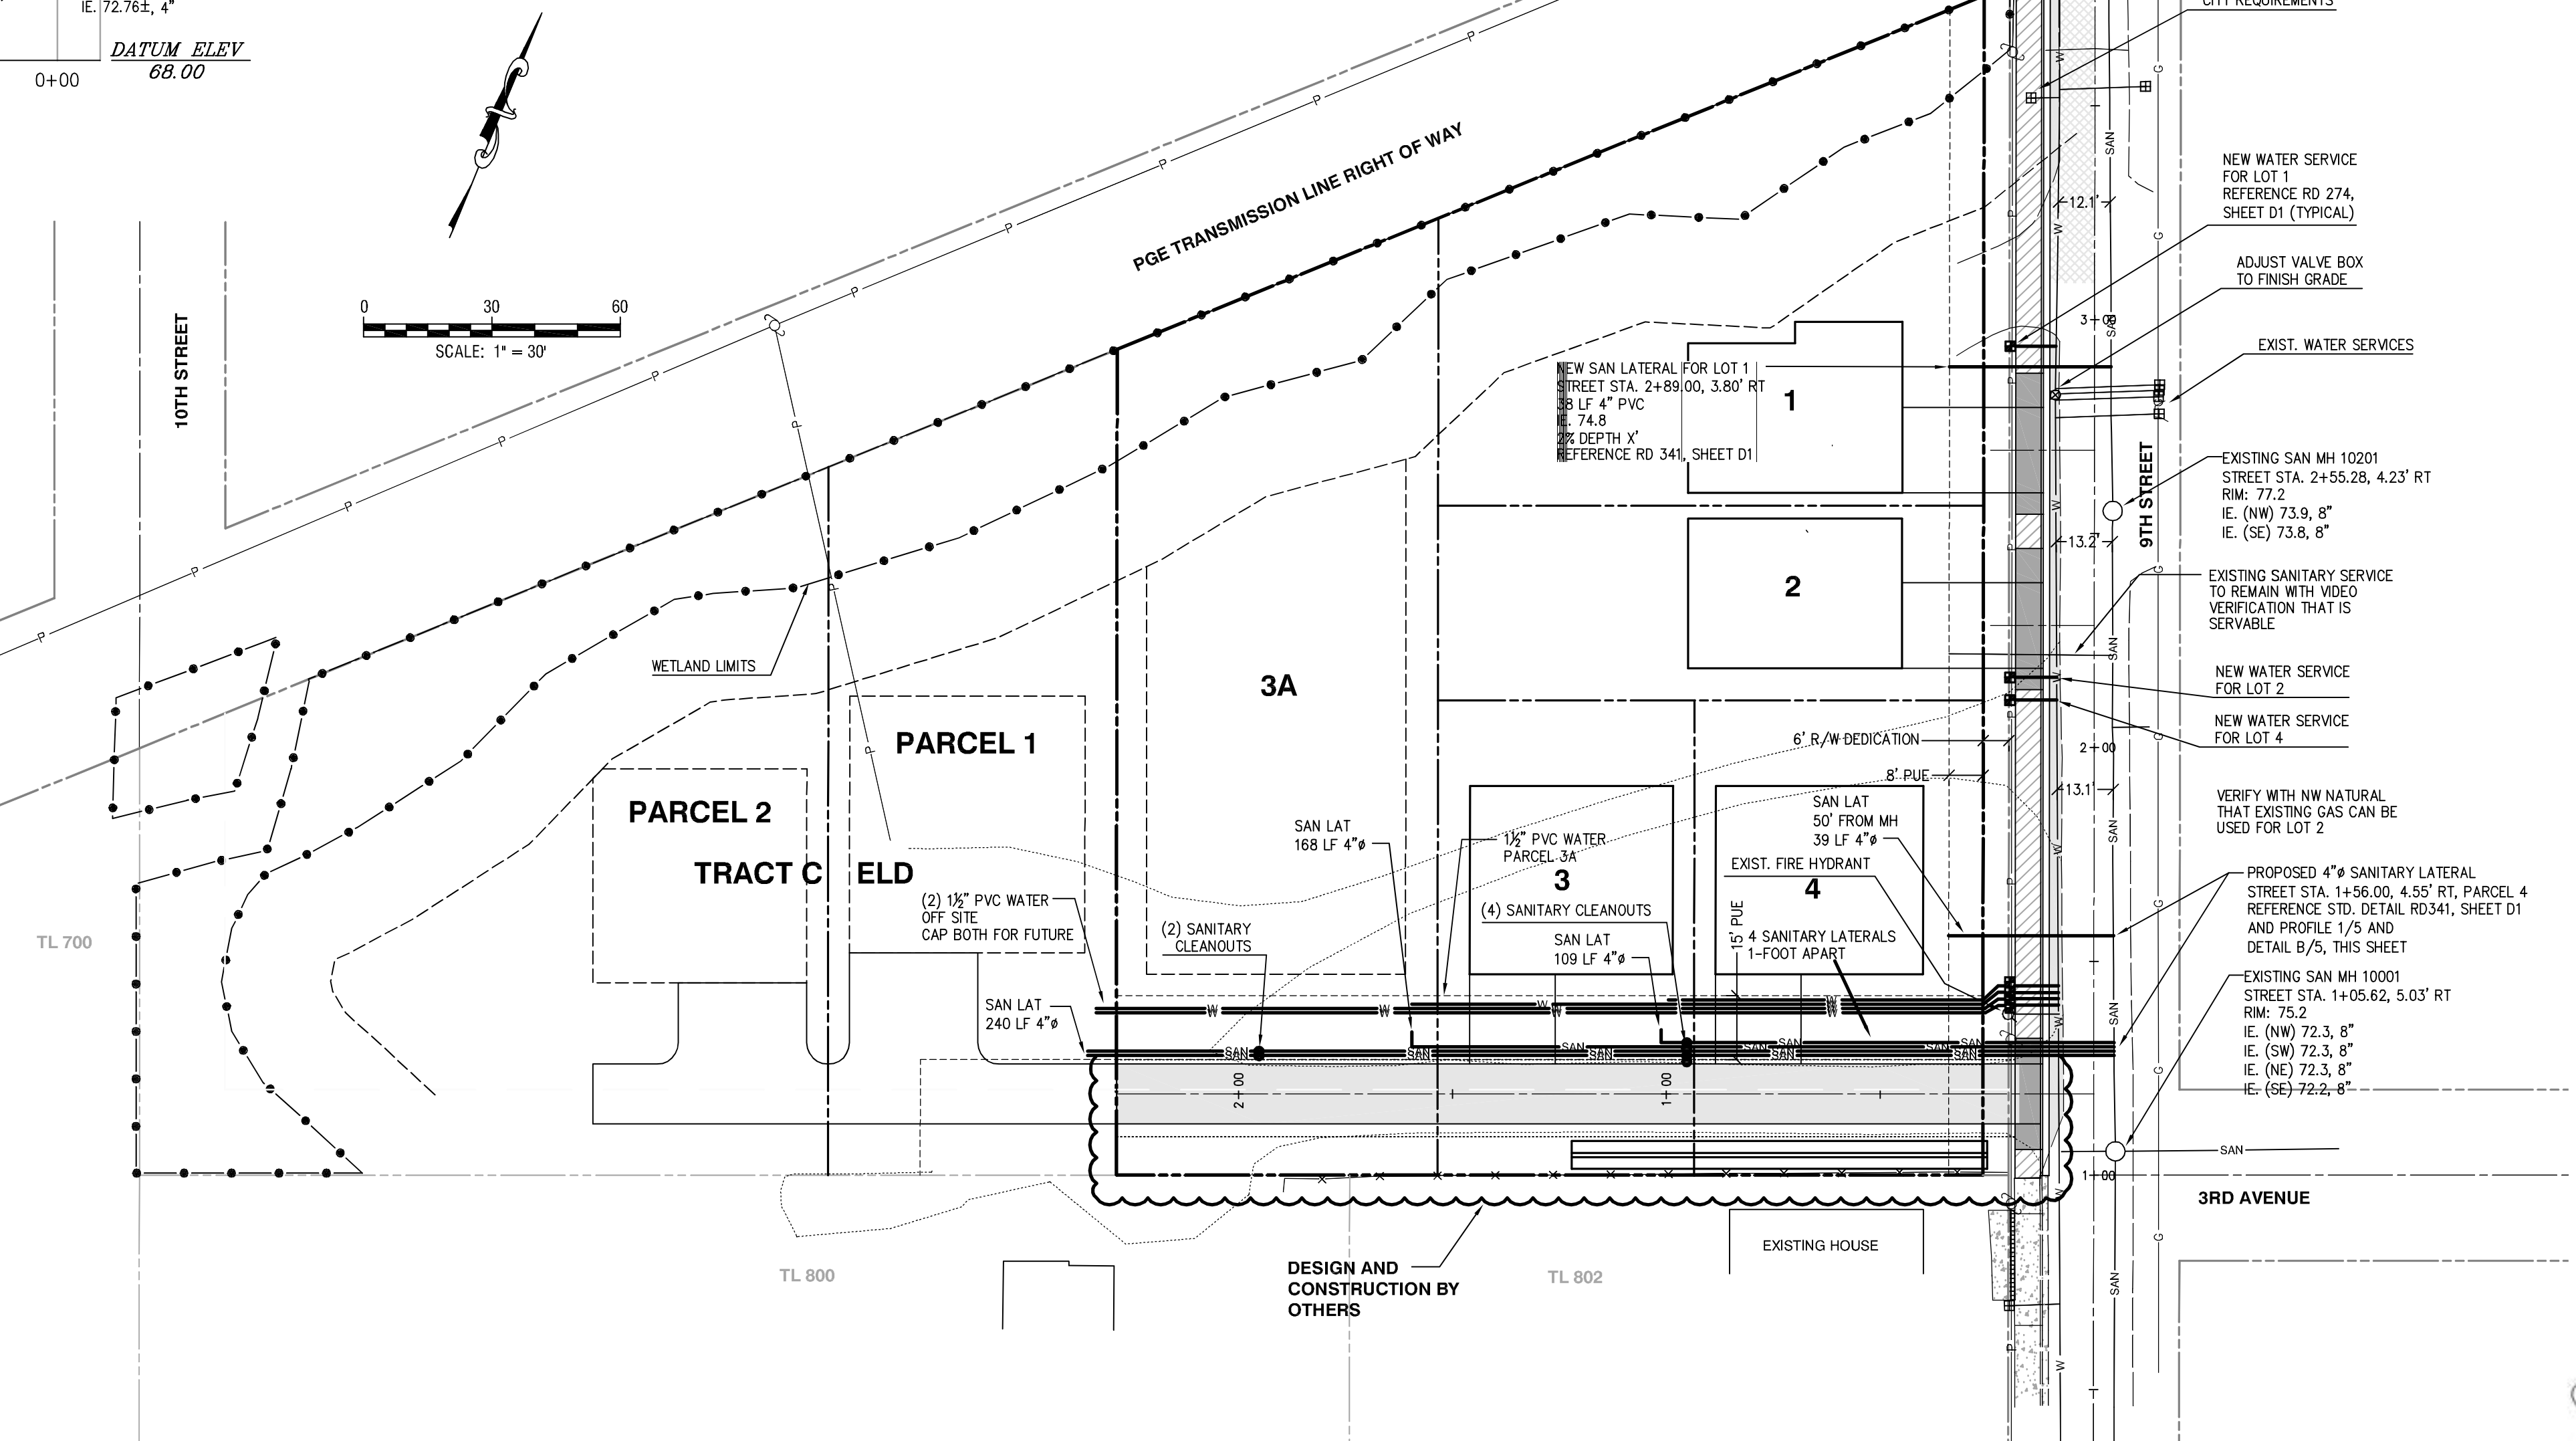 IE. 72.76±, 4"
DATUM ELEV
68.00
0+00
10TH STREET
0 30 60
SCALE: 1" = 30'
PGE TRANSMISSION LINE RIGHT OF WAY
WETLAND LIMITS
CITY REQUIREMENTS
NEW WATER SERVICE
FOR LOT 1
REFERENCE RD 274,
SHEET D1 (TYPICAL)
ADJUST VALVE BOX
TO FINISH GRADE
EXIST. WATER SERVICES
12.1'
3+00
NEW SAN LATERAL FOR LOT 1
STREET STA. 2+89.00, 3.80' RT
38 LF 4" PVC
IE. 74.8
2% DEPTH X'
REFERENCE RD 341, SHEET D1
1
9TH STREET
EXISTING SAN MH 10201
STREET STA. 2+55.28, 4.23' RT
RIM: 77.2
IE. (NW) 73.9, 8"
IE. (SE) 73.8, 8"
13.2'
2
EXISTING SANITARY SERVICE
TO REMAIN WITH VIDEO
VERIFICATION THAT IS
SERVABLE
NEW WATER SERVICE
FOR LOT 2
NEW WATER SERVICE
FOR LOT 4
3A
PARCEL 1
PARCEL 2
TRACT C ELD
6' R/W DEDICATION
2+00
8' PUE
13.1'
VERIFY WITH NW NATURAL
THAT EXISTING GAS CAN BE
USED FOR LOT 2
SAN LAT
168 LF 4"ø
1½" PVC WATER
PARCEL 3A
3
SAN LAT
50' FROM MH
39 LF 4"ø
EXIST. FIRE HYDRANT
4
(2) 1½" PVC WATER
OFF SITE
CAP BOTH FOR FUTURE
(2) SANITARY
CLEANOUTS
(4) SANITARY CLEANOUTS
SAN LAT
109 LF 4"ø
15' PUE
4 SANITARY LATERALS
1-FOOT APART
PROPOSED 4"ø SANITARY LATERAL
STREET STA. 1+56.00, 4.55' RT, PARCEL 4
REFERENCE STD. DETAIL RD341, SHEET D1
AND PROFILE 1/5 AND
DETAIL B/5, THIS SHEET
TL 700
SAN LAT
240 LF 4"ø
EXISTING SAN MH 10001
STREET STA. 1+05.62, 5.03' RT
RIM: 75.2
IE. (NW) 72.3, 8"
IE. (SW) 72.3, 8"
IE. (NE) 72.3, 8"
IE. (SE) 72.2, 8"
2+00
1+00
SAN
1+00
3RD AVENUE
EXISTING HOUSE
TL 800
DESIGN AND
CONSTRUCTION BY
OTHERS
TL 802